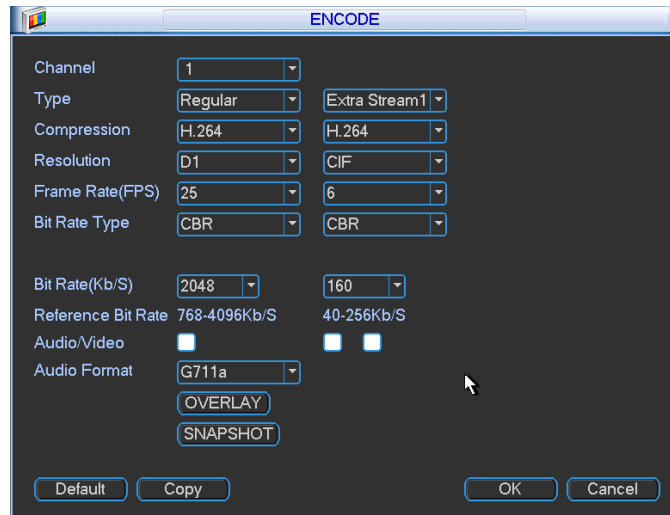 ENCODE
Channel 1
Type Regular Extra Stream1
Compression H.264 H.264
Resolution D1 CIF
Frame Rate(FPS) 25 6
Bit Rate Type CBR CBR
Bit Rate(Kb/S) 2048 160
Reference Bit Rate 768-4096Kb/S 40-256Kb/S
Audio/Video
Audio Format G711a
OVERLAY
SNAPSHOT
Default Copy OK Cancel